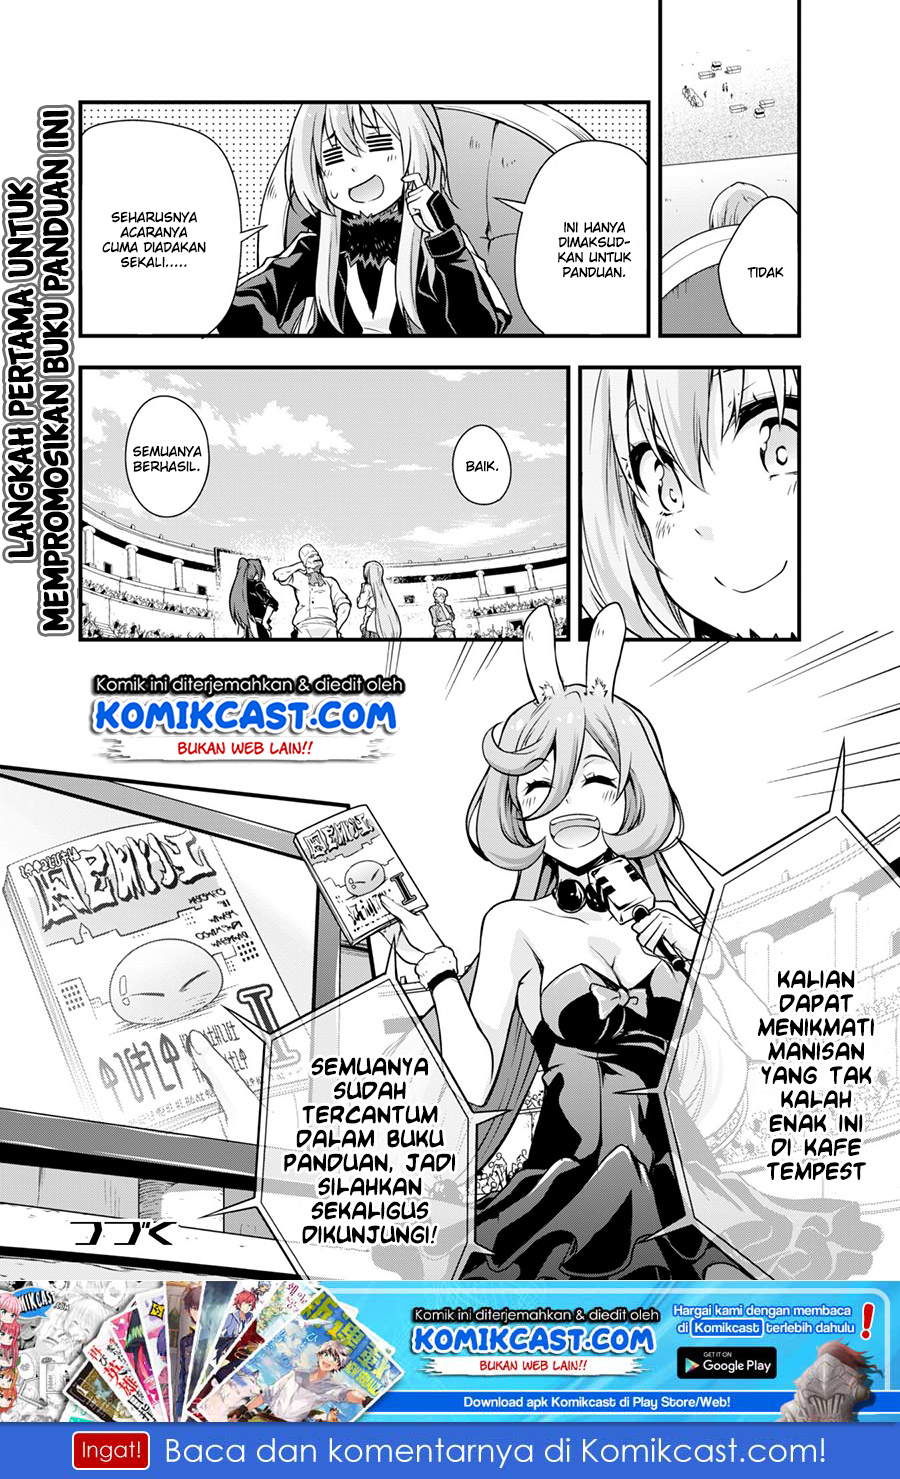 TIDAK
INI HANYA
DIMAKSUD-
KAN UNTUK
PANDUAN.
SEHARUSNYA
ACARANYA
CUMA DIADAKAN
SEKALI.....
LANGKAH PERTAMA UNTUK
MEMPROMOSIKAN BUKU PANDUAN INI
BAIK.
SEMUANYA
BERHASIL.
Komik ini diterjemahkan & diedit oleh
KOMIKCAST.COM
BUKAN WEB LAIN!!
KALIAN
DAPAT
MENIKMATI
MANISAN
YANG TAK
KALAH
ENAK INI
DI KAFE
TEMPEST
SEMUANYA
SUDAH
TERCANTUM
DALAM BUKU
PANDUAN, JADI
SILAHKAN
SEKALIGUS
DIKUNJUNGI!
つづく
Komik ini diterjemahkan & diedit oleh
KOMIKCAST.COM
BUKAN WEB LAIN!!
Hargai kami dengan membaca
di Komikcast terlebih dahulu !
GET IT ON
Google Play
Download apk Komikcast di Play Store/Web!
Ingat! Baca dan komentarnya di Komikcast.com!